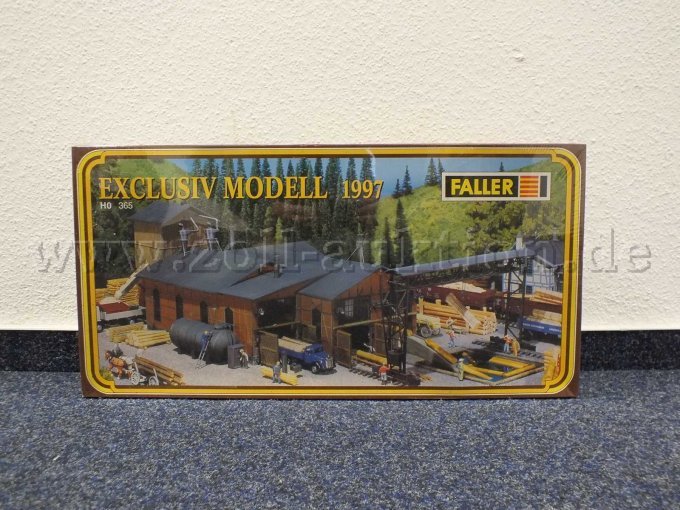 EXCLUSIV MODELL 1997
H0 365
FALLER
www.zoll-auktion.de